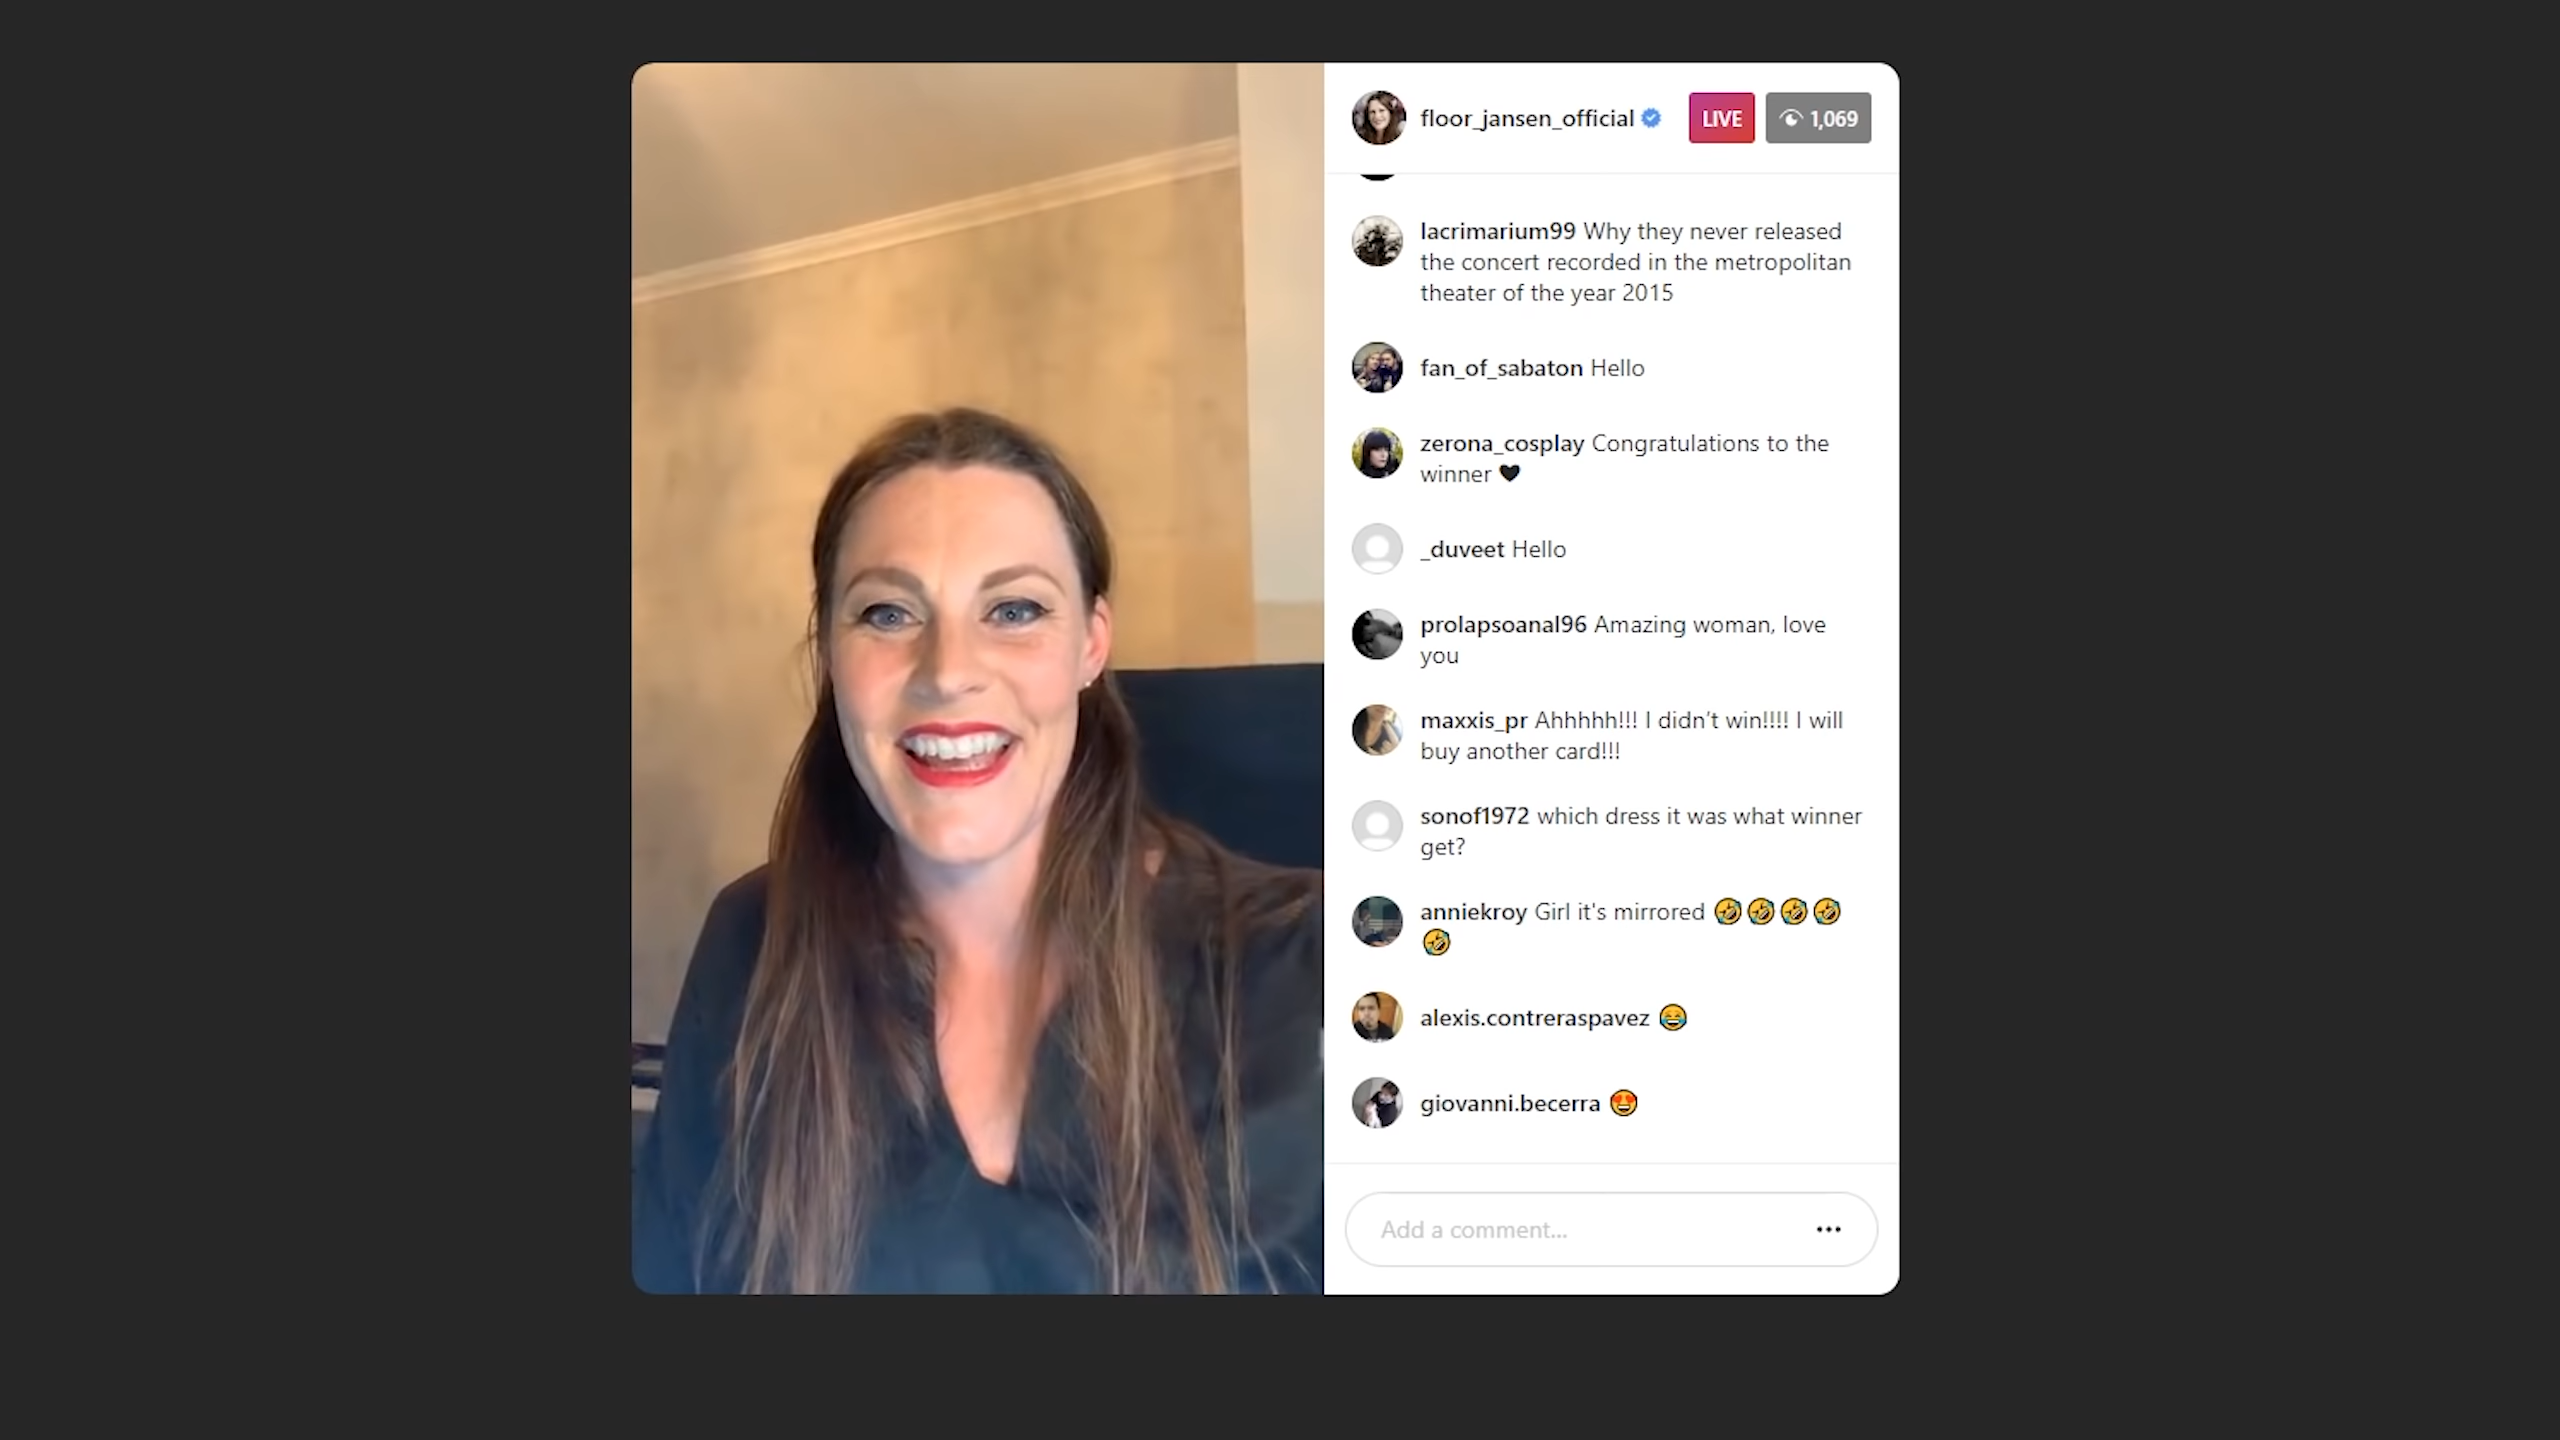 floor_jansen_official LIVE 1,069
lacrimarium99 Why they never released
the concert recorded in the metropolitan
theater of the year 2015
fan_of_sabaton Hello
zerona_cosplay Congratulations to the
winner 🖤
_duveet Hello
prolapsoanal96 Amazing woman, love
you
maxxis_pr Ahhhhh!!! I didn't win!!!! I will
buy another card!!!
sonof1972 which dress it was what winner
get?
anniekroy Girl it's mirrored 🤣🤣🤣🤣
🤣
alexis.contreraspavez 😂
giovanni.becerra 😍
Add a comment...